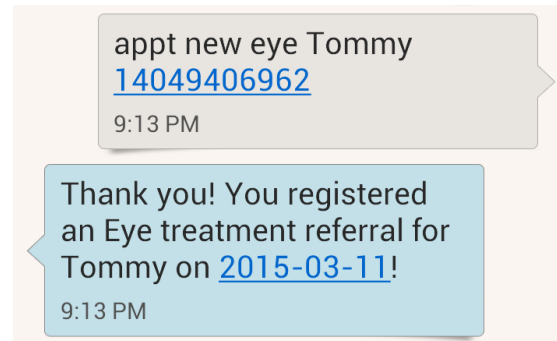 appt new eye Tommy
14049406962
9:13 PM
Thank you! You registered
an Eye treatment referral for
Tommy on 2015-03-11!
9:13 PM